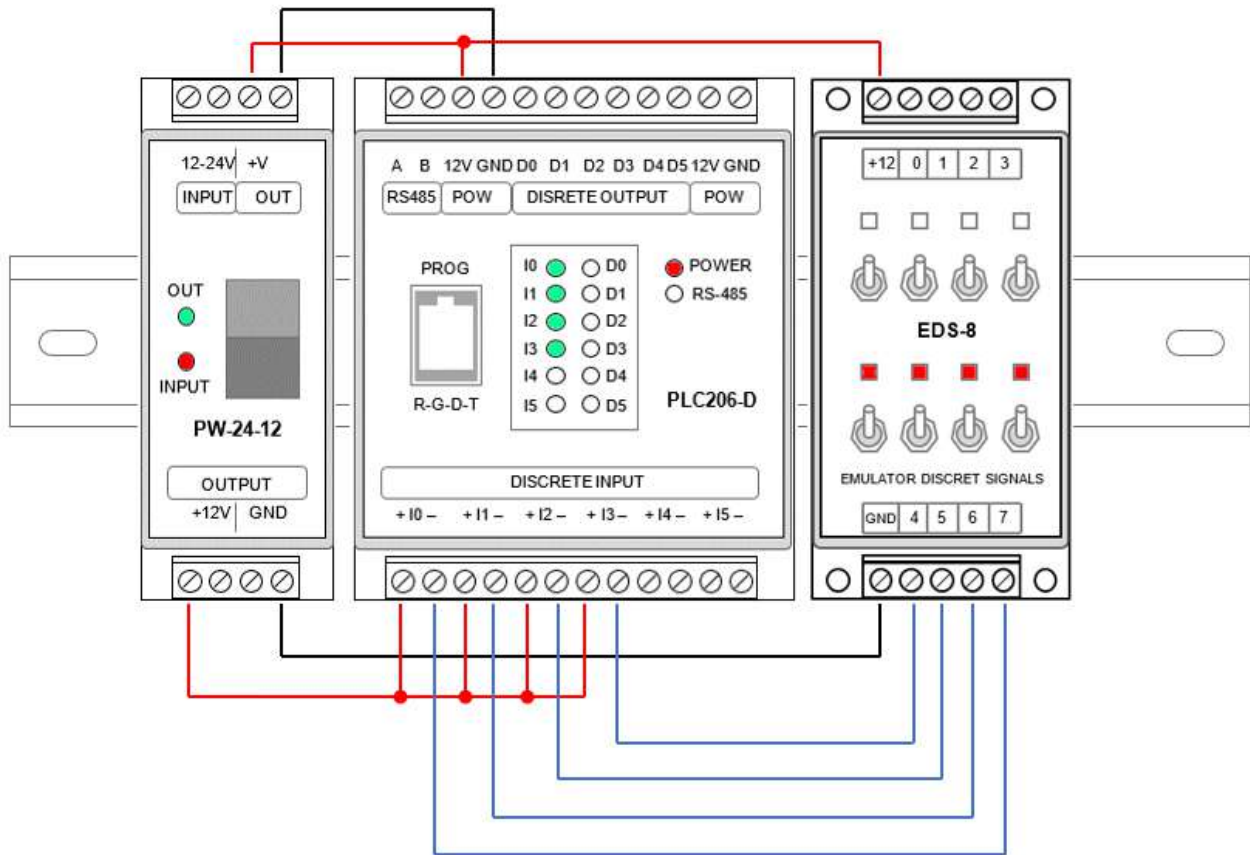 12-24V +V
INPUT OUT
OUT
INPUT
PW-24-12
OUTPUT
+12V GND
A B 12V GND D0 D1 D2 D3 D4 D5 12V GND
RS485 POW DISRETE OUTPUT POW
PROG
R-G-D-T
I0 D0
I1 D1
I2 D2
I3 D3
I4 D4
I5 D5
POWER
RS-485
PLC206-D
DISCRETE INPUT
+ I0 – + I1 – + I2 – + I3 – + I4 – + I5 –
+12 0 1 2 3
EDS-8
EMULATOR DISCRET SIGNALS
GND 4 5 6 7